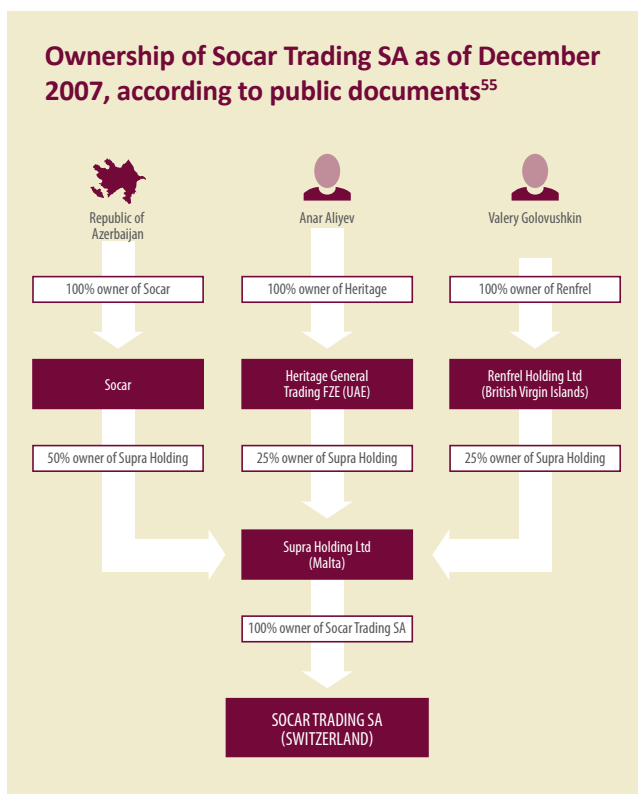 Ownership of Socar Trading SA as of December
2007, according to public documents55
Republic of
Azerbaijan
Anar Aliyev
Valery Golovushkin
100% owner of Socar
100% owner of Heritage
100% owner of Renfrel
Socar
Heritage General
Trading FZE (UAE)
Renfrel Holding Ltd
(British Virgin Islands)
50% owner of Supra Holding
25% owner of Supra Holding
25% owner of Supra Holding
Supra Holding Ltd
(Malta)
100% owner of Socar Trading SA
SOCAR TRADING SA
(SWITZERLAND)